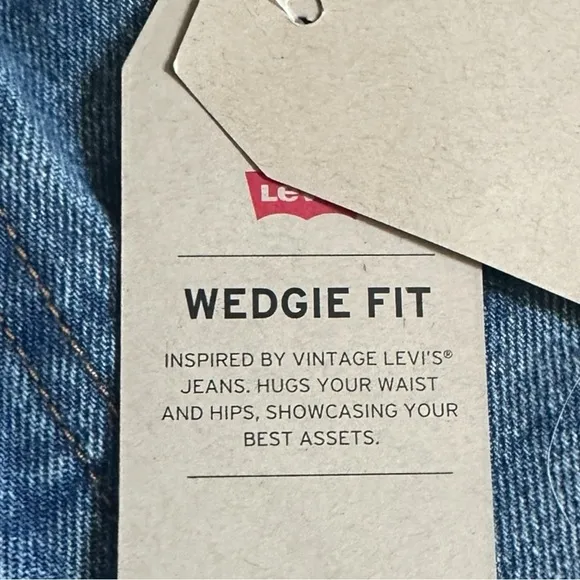 WEDGIE FIT
INSPIRED BY VINTAGE LEVI'S®
JEANS. HUGS YOUR WAIST
AND HIPS, SHOWCASING YOUR
BEST ASSETS.